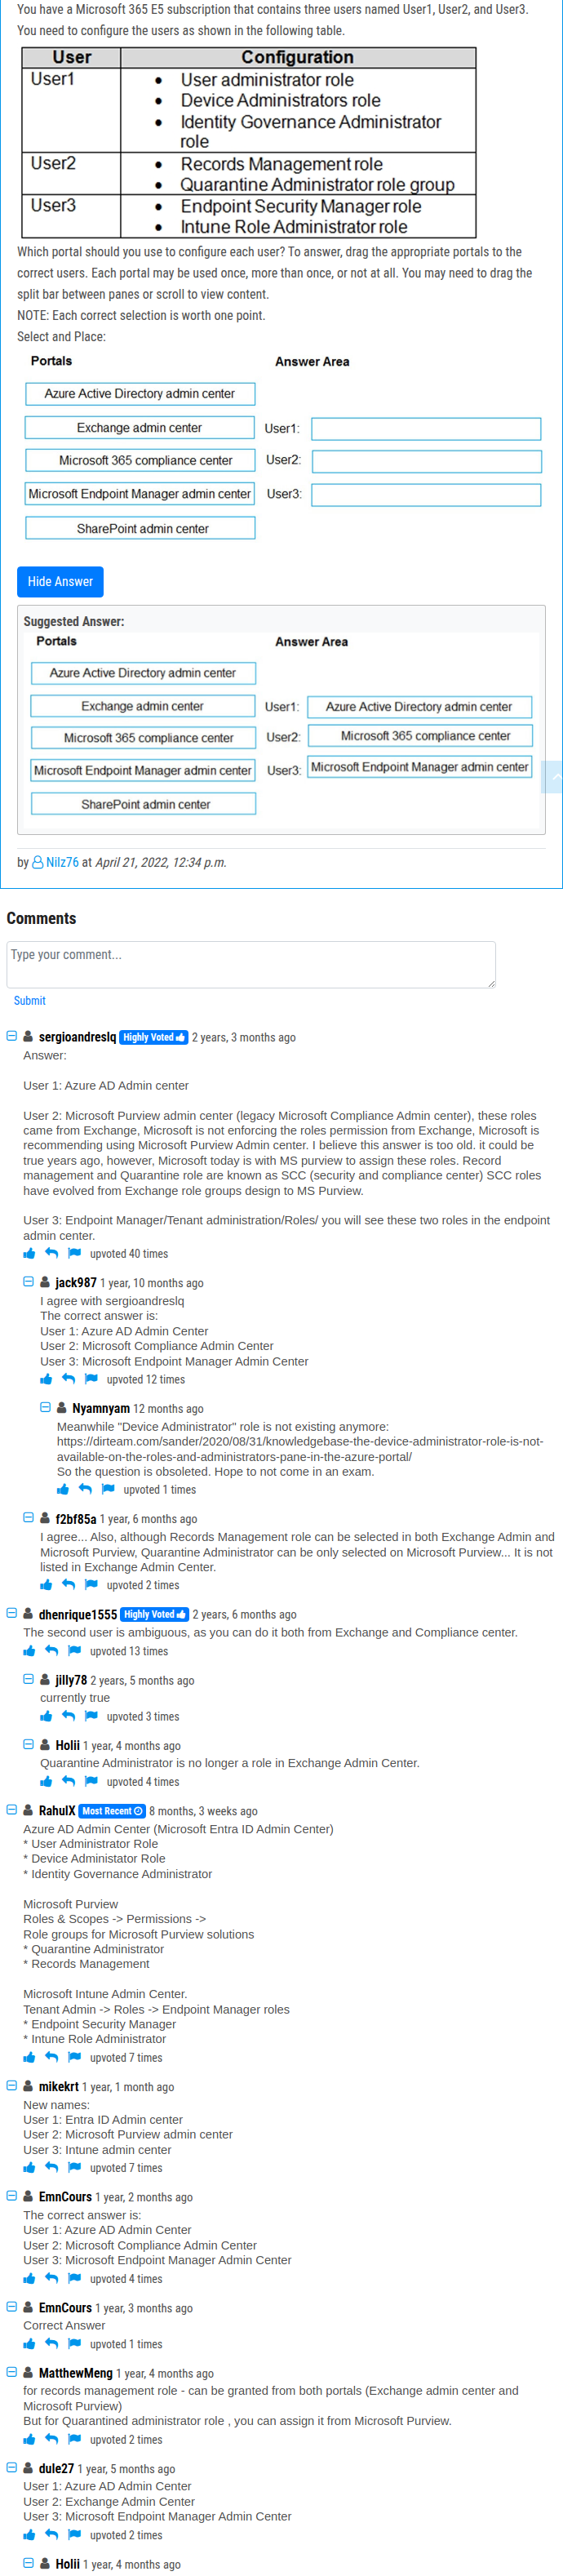 You have a Microsoft 365 E5 subscription that contains three users named User1, User2, and User3.
You need to configure the users as shown in the following table.
User Configuration
User1 • User administrator role
• Device Administrators role
• Identity Governance Administrator
role
User2 • Records Management role
• Quarantine Administrator role group
User3 • Endpoint Security Manager role
• Intune Role Administrator role
Which portal should you use to configure each user? To answer, drag the appropriate portals to the
correct users. Each portal may be used once, more than once, or not at all. You may need to drag the
split bar between panes or scroll to view content.
NOTE: Each correct selection is worth one point.
Select and Place:
Portals Answer Area
Azure Active Directory admin center
Exchange admin center User1:
Microsoft 365 compliance center User2:
Microsoft Endpoint Manager admin center User3:
SharePoint admin center
Hide Answer
Suggested Answer:
Portals Answer Area
Azure Active Directory admin center
Exchange admin center User1: Azure Active Directory admin center
Microsoft 365 compliance center User2: Microsoft 365 compliance center
Microsoft Endpoint Manager admin center User3: Microsoft Endpoint Manager admin center
SharePoint admin center
by Nilz76 at April 21, 2022, 12:34 p.m.
Comments
Type your comment...
Submit
sergioandreslq Highly Voted 2 years, 3 months ago
Answer:
User 1: Azure AD Admin center
User 2: Microsoft Purview admin center (legacy Microsoft Compliance Admin center), these roles
came from Exchange, Microsoft is not enforcing the roles permission from Exchange, Microsoft is
recommending using Microsoft Purview Admin center. I believe this answer is too old. it could be
true years ago, however, Microsoft today is with MS purview to assign these roles. Record
management and Quarantine role are known as SCC (security and compliance center) SCC roles
have evolved from Exchange role groups design to MS Purview.
User 3: Endpoint Manager/Tenant administration/Roles/ you will see these two roles in the endpoint
admin center.
upvoted 40 times
jack987 1 year, 10 months ago
I agree with sergioandreslq
The correct answer is:
User 1: Azure AD Admin Center
User 2: Microsoft Compliance Admin Center
User 3: Microsoft Endpoint Manager Admin Center
upvoted 12 times
Nyamnyam 12 months ago
Meanwhile "Device Administrator" role is not existing anymore:
https://dirteam.com/sander/2020/08/31/knowledgebase-the-device-administrator-role-is-not-
available-on-the-roles-and-administrators-pane-in-the-azure-portal/
So the question is obsoleted. Hope to not come in an exam.
upvoted 1 times
f2bf85a 1 year, 6 months ago
I agree... Also, although Records Management role can be selected in both Exchange Admin and
Microsoft Purview, Quarantine Administrator can be only selected on Microsoft Purview... It is not
listed in Exchange Admin Center.
upvoted 2 times
dhenrique1555 Highly Voted 2 years, 6 months ago
The second user is ambiguous, as you can do it both from Exchange and Compliance center.
upvoted 13 times
jilly78 2 years, 5 months ago
currently true
upvoted 3 times
Holii 1 year, 4 months ago
Quarantine Administrator is no longer a role in Exchange Admin Center.
upvoted 4 times
RahulX Most Recent 8 months, 3 weeks ago
Azure AD Admin Center (Microsoft Entra ID Admin Center)
* User Administrator Role
* Device Administator Role
* Identity Governance Administrator
Microsoft Purview
Roles & Scopes -> Permissions ->
Role groups for Microsoft Purview solutions
* Quarantine Administrator
* Records Management
Microsoft Intune Admin Center.
Tenant Admin -> Roles -> Endpoint Manager roles
* Endpoint Security Manager
* Intune Role Administrator
upvoted 7 times
mikekrt 1 year, 1 month ago
New names:
User 1: Entra ID Admin center
User 2: Microsoft Purview admin center
User 3: Intune admin center
upvoted 7 times
EmnCours 1 year, 2 months ago
The correct answer is:
User 1: Azure AD Admin Center
User 2: Microsoft Compliance Admin Center
User 3: Microsoft Endpoint Manager Admin Center
upvoted 4 times
EmnCours 1 year, 3 months ago
Correct Answer
upvoted 1 times
MatthewMeng 1 year, 4 months ago
for records management role - can be granted from both portals (Exchange admin center and
Microsoft Purview)
But for Quarantined administrator role , you can assign it from Microsoft Purview.
upvoted 2 times
dule27 1 year, 5 months ago
User 1: Azure AD Admin Center
User 2: Exchange Admin Center
User 3: Microsoft Endpoint Manager Admin Center
upvoted 2 times
Holii 1 year, 4 months ago